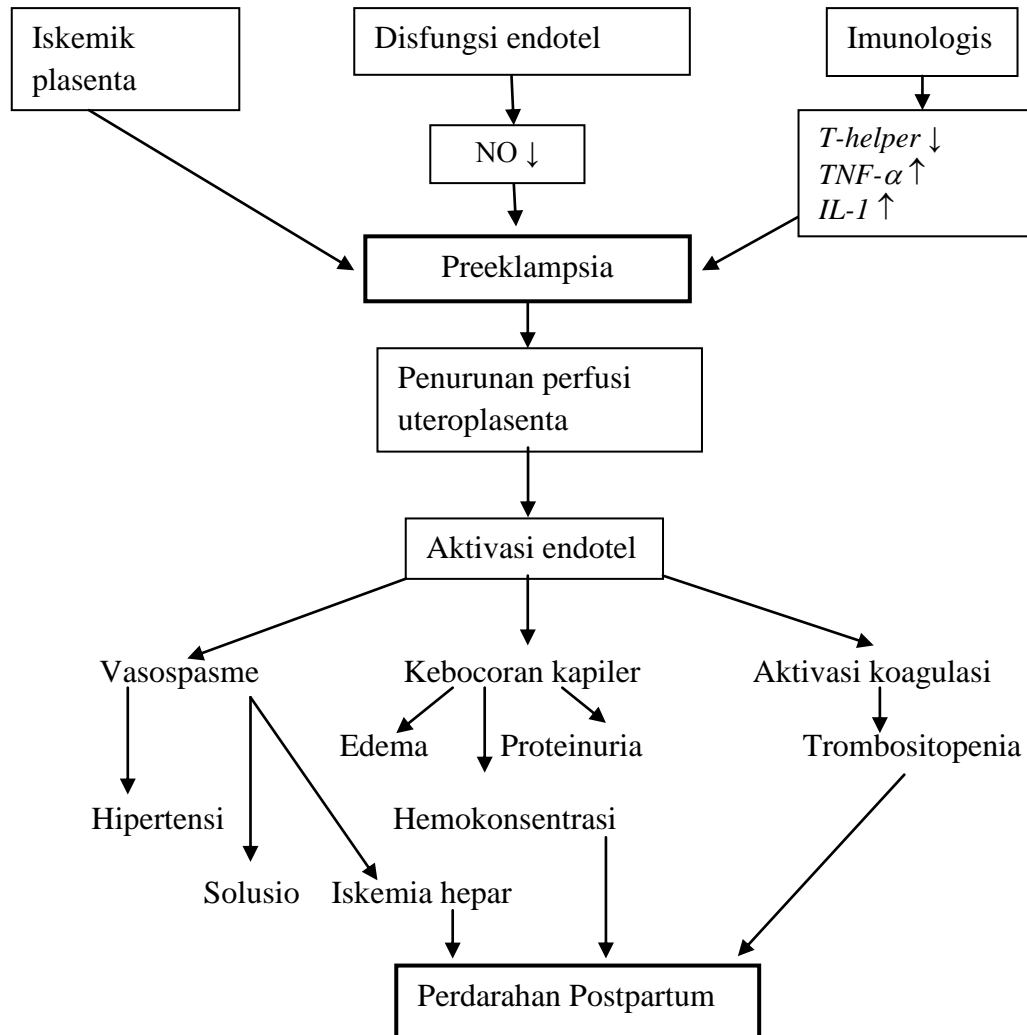 Iskemik
plasenta
Disfungsi endotel
Imunologis
NO ↓
T-helper ↓
TNF-α ↑
IL-1 ↑
Preeklampsia
Penurunan perfusi
uteroplasenta
Aktivasi endotel
Vasospasme
Kebocoran kapiler
Aktivasi koagulasi
Edema
Proteinuria
Trombositopenia
Hipertensi
Hemokonsentrasi
Solusio
Iskemia hepar
Perdarahan Postpartum